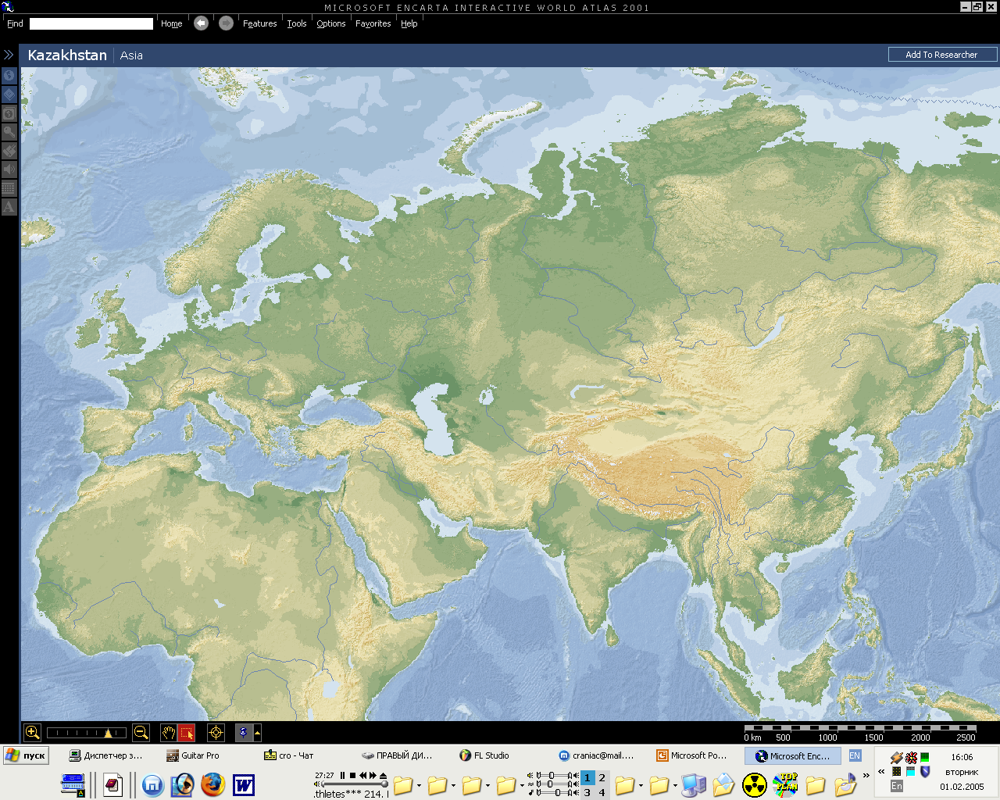 MICROSOFT ENCARTA INTERACTIVE WORLD ATLAS 2001
Find Home Features Tools Options Favorites Help
Kazakhstan Asia Add To Researcher
0 km 500 1000 1500 2000 2500
пуск Диспетчер з... Guitar Pro cro - Чат ПРАВЫЙ ДИ... FL Studio craniac@mail.... Microsoft Po... Microsoft Enc... EN 16:06
27:27 1 2 вторник
.thletes*** 214. 3 4 TOP PLAN En 01.02.2005